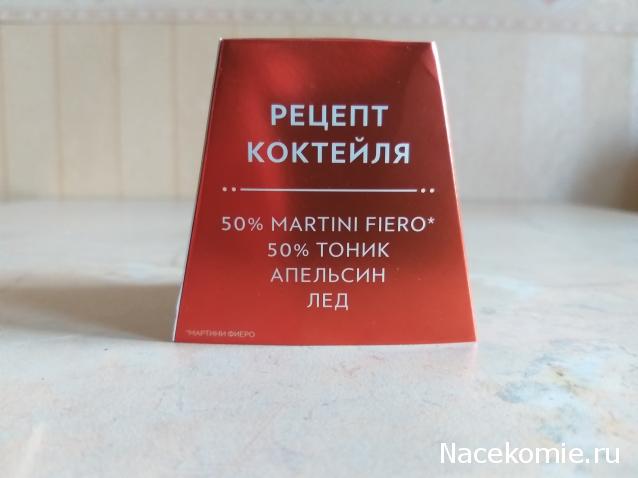 РЕЦЕПТ
КОКТЕЙЛЯ
50% MARTINI FIERO*
50% ТОНИК
АПЕЛЬСИН
ЛЕД
*МАРТИНИ ФИЕРО
Nacekomie.ru